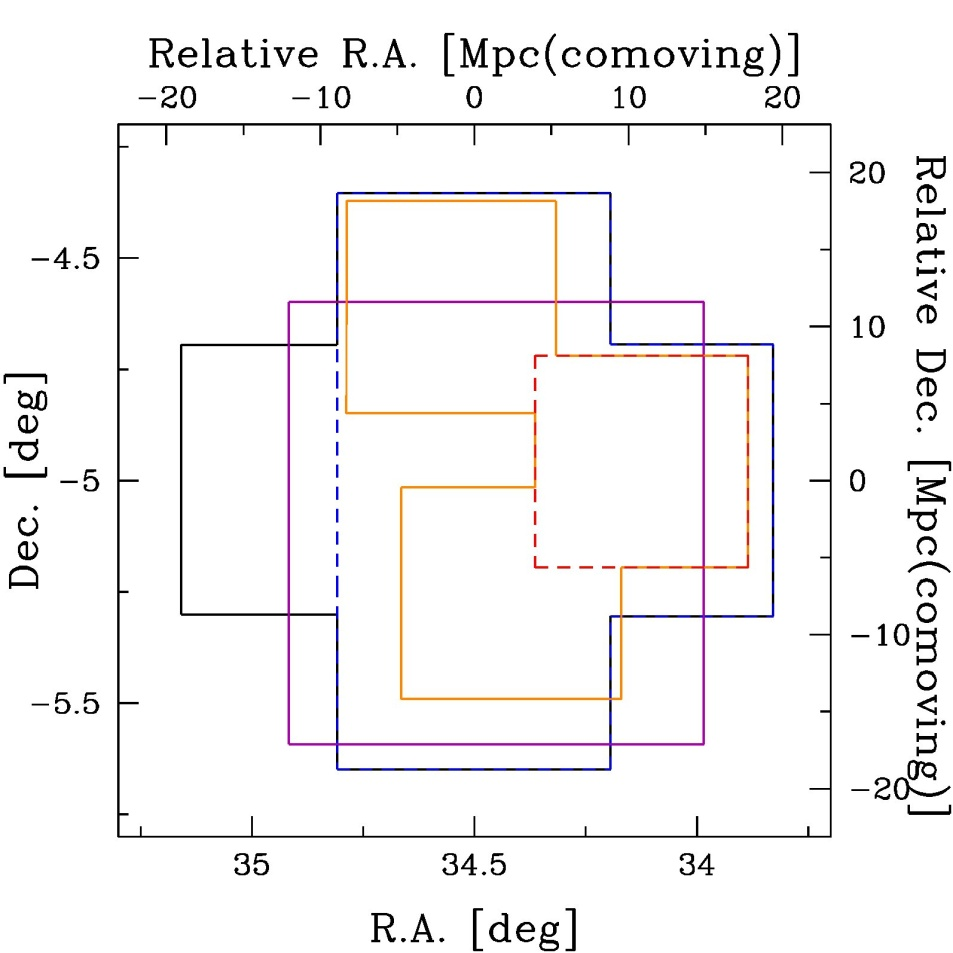 Relative R.A. [Mpc(comoving)]
−20 −10 0 10 20
Dec. [deg]
−4.5
−5
−5.5
20
10
0
−10
−20
Relative Dec. [Mpc(comoving)]
35 34.5 34
R.A. [deg]